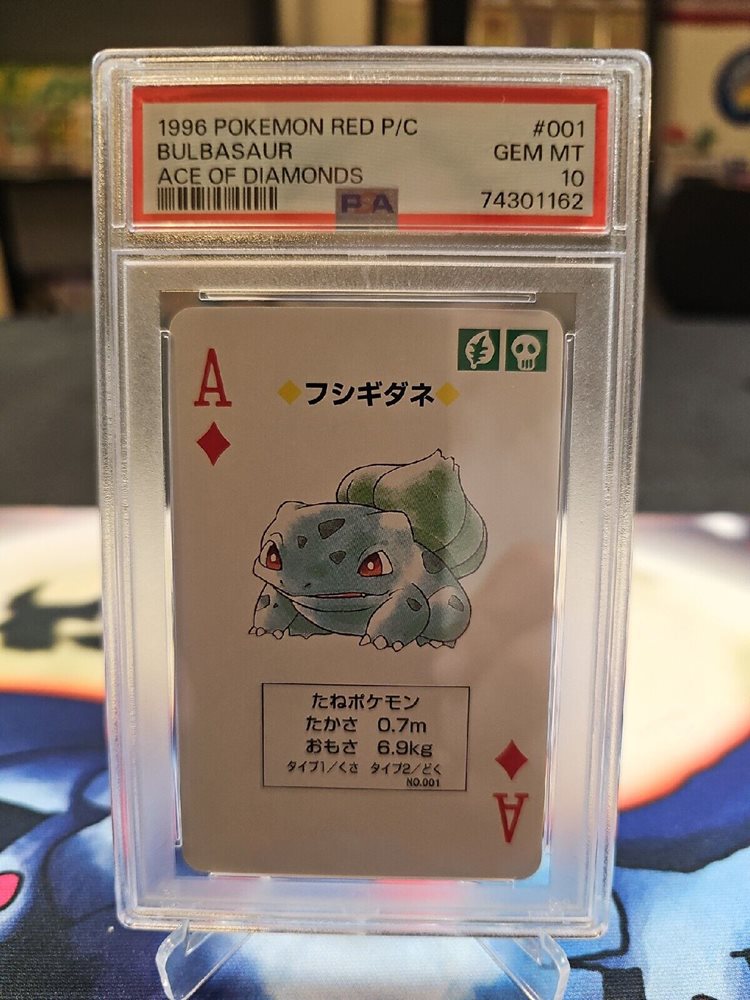 1996 POKEMON RED P/C #001
BULBASAUR GEM MT
ACE OF DIAMONDS 10
PSA 74301162
A
フシギダネ
たねポケモン
たかさ 0.7m
おもさ 6.9kg
タイプ1/くさ タイプ2/どく
NO.001
A